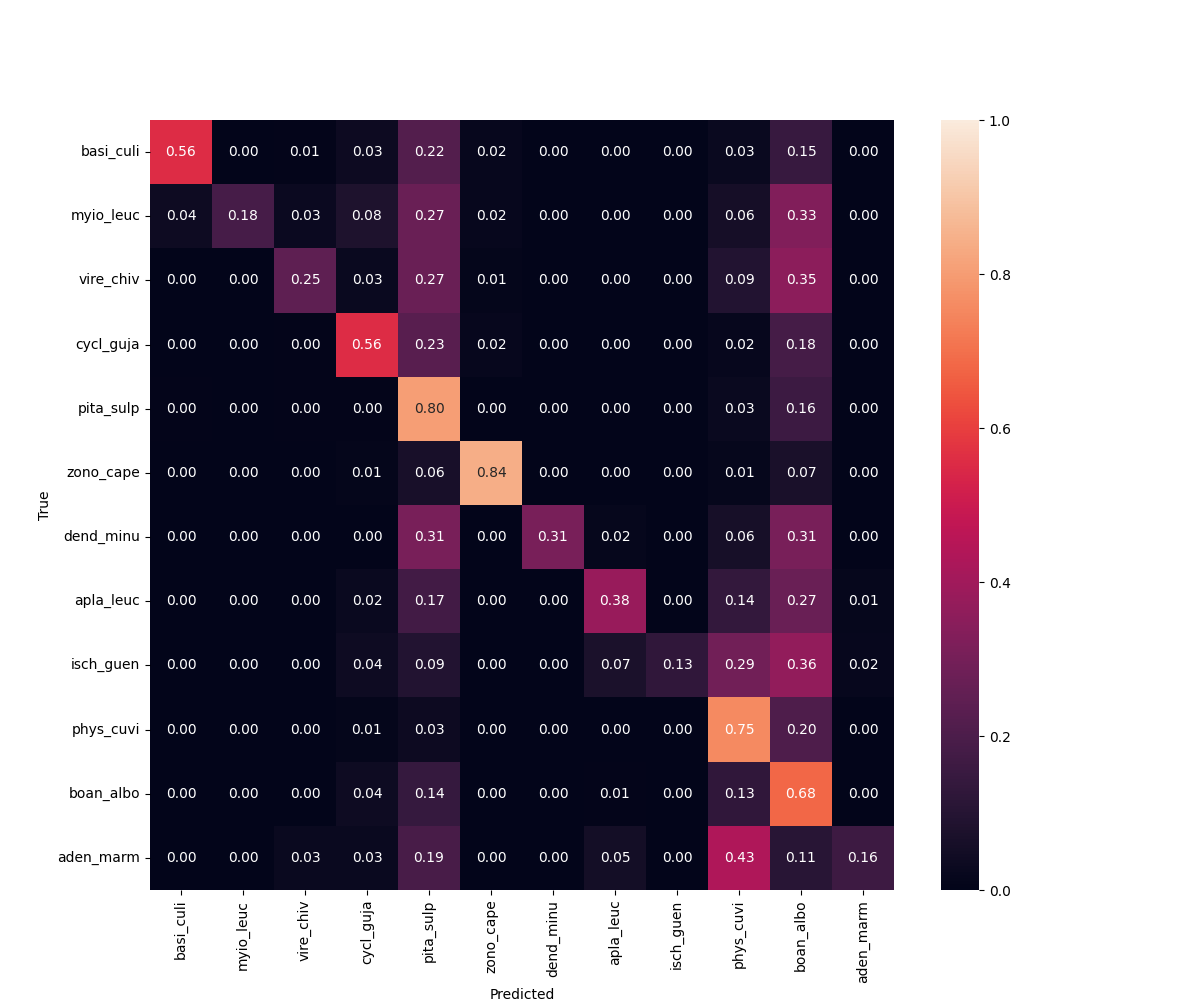 1.0
basi_culi 0.56 0.00 0.01 0.03 0.22 0.02 0.00 0.00 0.00 0.03 0.15 0.00
myio_leuc 0.04 0.18 0.03 0.08 0.27 0.02 0.00 0.00 0.00 0.06 0.33 0.00
0.8
vire_chiv 0.00 0.00 0.25 0.03 0.27 0.01 0.00 0.00 0.00 0.09 0.35 0.00
cycl_guja 0.00 0.00 0.00 0.56 0.23 0.02 0.00 0.00 0.00 0.02 0.18 0.00
pita_sulp 0.00 0.00 0.00 0.00 0.80 0.00 0.00 0.00 0.00 0.03 0.16 0.00
0.6
zono_cape 0.00 0.00 0.00 0.01 0.06 0.84 0.00 0.00 0.00 0.01 0.07 0.00
True
dend_minu 0.00 0.00 0.00 0.00 0.31 0.00 0.31 0.02 0.00 0.06 0.31 0.00
0.4
apla_leuc 0.00 0.00 0.00 0.02 0.17 0.00 0.00 0.38 0.00 0.14 0.27 0.01
isch_guen 0.00 0.00 0.00 0.04 0.09 0.00 0.00 0.07 0.13 0.29 0.36 0.02
phys_cuvi 0.00 0.00 0.00 0.01 0.03 0.00 0.00 0.00 0.00 0.75 0.20 0.00
0.2
boan_albo 0.00 0.00 0.00 0.04 0.14 0.00 0.00 0.01 0.00 0.13 0.68 0.00
aden_marm 0.00 0.00 0.03 0.03 0.19 0.00 0.00 0.05 0.00 0.43 0.11 0.16
0.0
basi_culi myio_leuc vire_chiv cycl_guja pita_sulp zono_cape dend_minu apla_leuc isch_guen phys_cuvi boan_albo aden_marm
Predicted